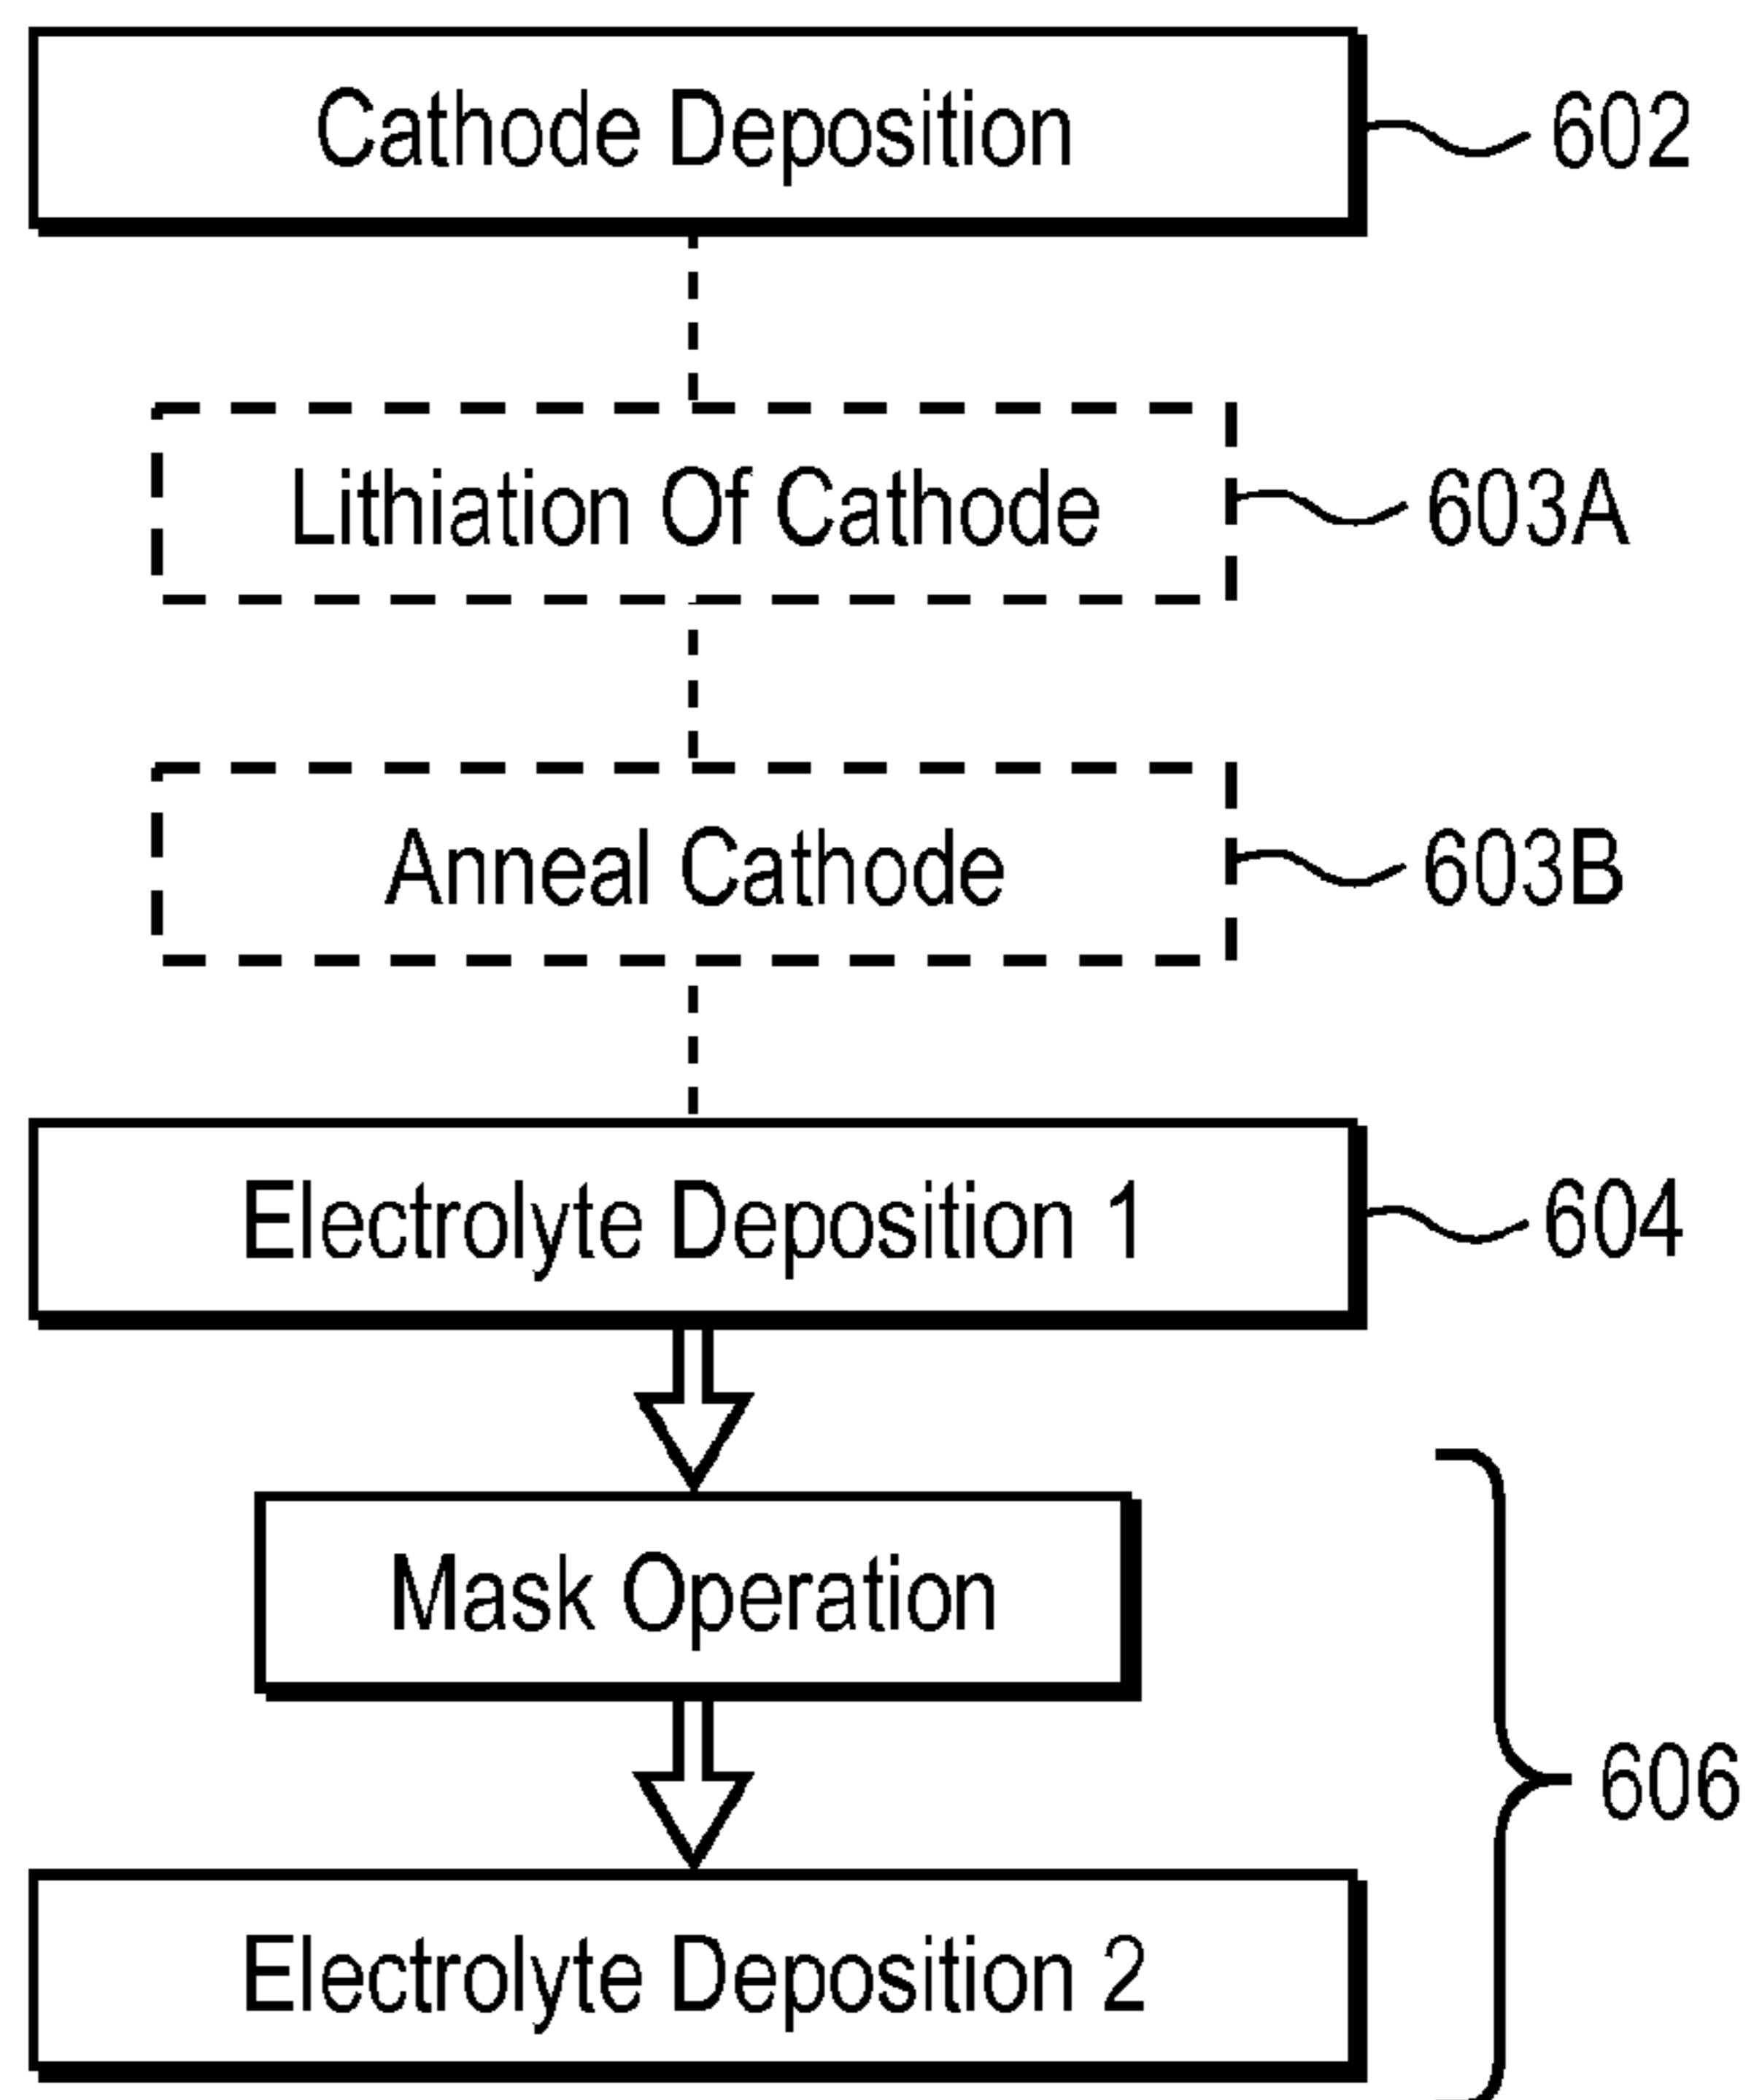 Cathode Deposition
602
Lithiation Of Cathode
603A
Anneal Cathode
603B
Electrolyte Deposition 1
604
Mask Operation
606
Electrolyte Deposition 2